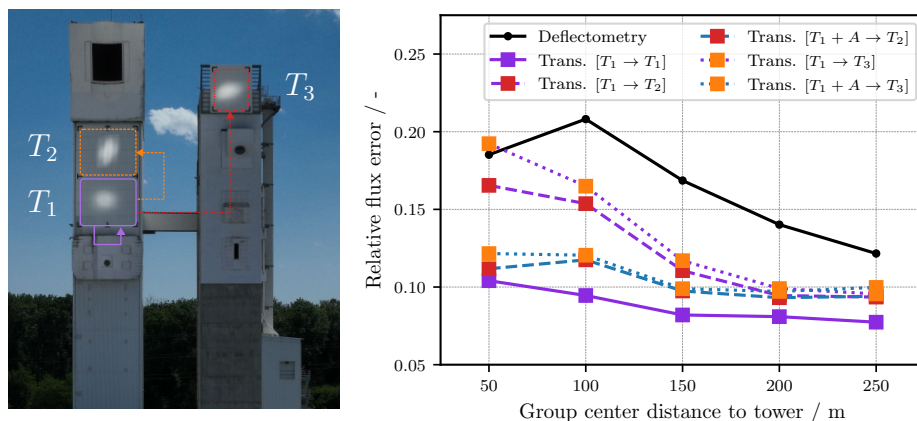 T₃
T₂
T₁
Relative flux error / -
0.25
0.20
0.15
0.10
0.05
Deflectometry
Trans. [T₁ → T₁]
Trans. [T₁ → T₂]
Trans. [T₁ + A → T₂]
Trans. [T₁ → T₃]
Trans. [T₁ + A → T₃]
50 100 150 200 250
Group center distance to tower / m